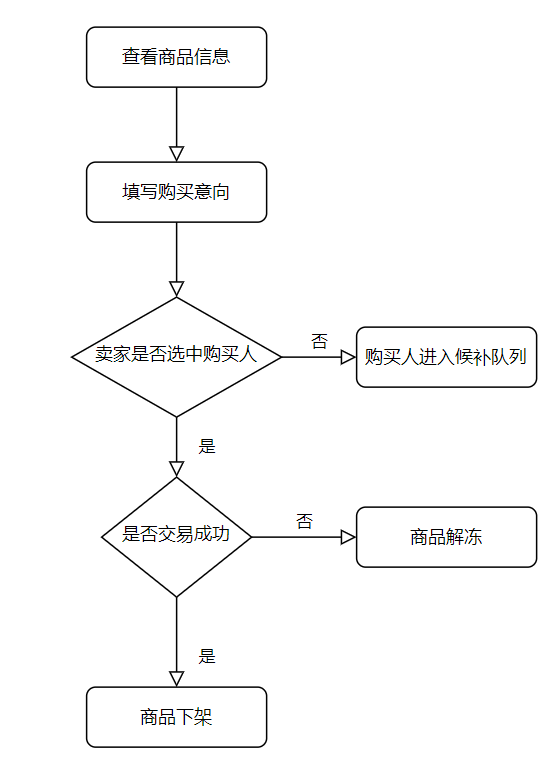 查看商品信息
填写购买意向
卖家是否选中购买人
否
购买人进入候补队列
是
是否交易成功
否
商品解冻
是
商品下架